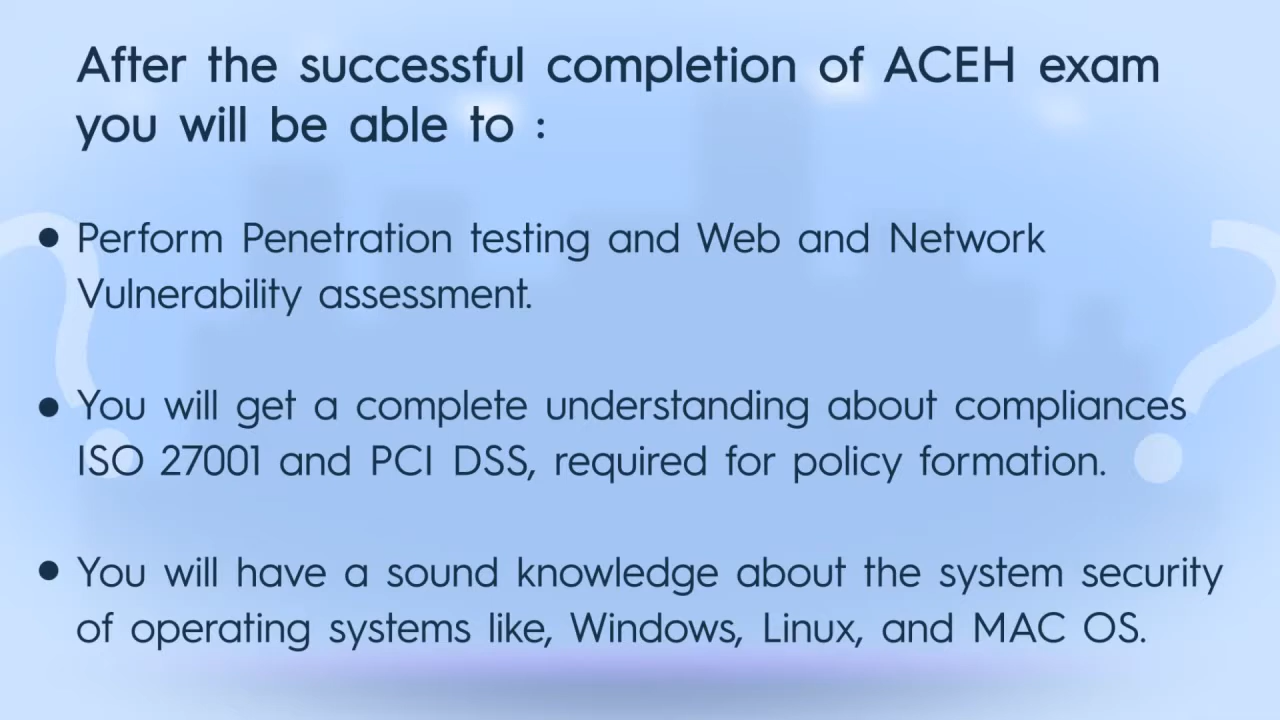 After the successful completion of ACEH exam
you will be able to :
● Perform Penetration testing and Web and Network
Vulnerability assessment.
● You will get a complete understanding about compliances
ISO 27001 and PCI DSS, required for policy formation.
● You will have a sound knowledge about the system security
of operating systems like, Windows, Linux, and MAC OS.